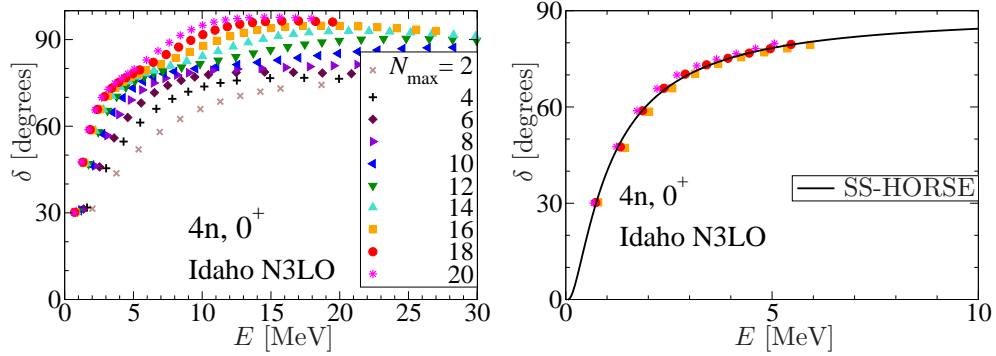 90
60
30
0
δ [degrees]
N_max = 2
4
6
8
10
12
14
16
18
20
4n, 0⁺
Idaho N3LO
0 5 10 15 20 25 30
E [MeV]
90
60
30
0
δ [degrees]
SS-HORSE
4n, 0⁺
Idaho N3LO
0 5 10
E [MeV]